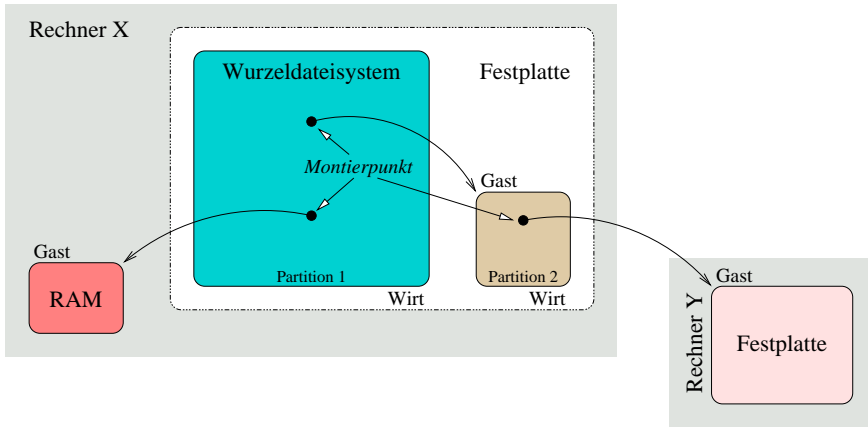 Rechner X
Wurzeldateisystem
Festplatte
Montierpunkt
Gast
Gast
RAM
Partition 1
Partition 2
Wirt
Wirt
Gast
Rechner Y
Festplatte